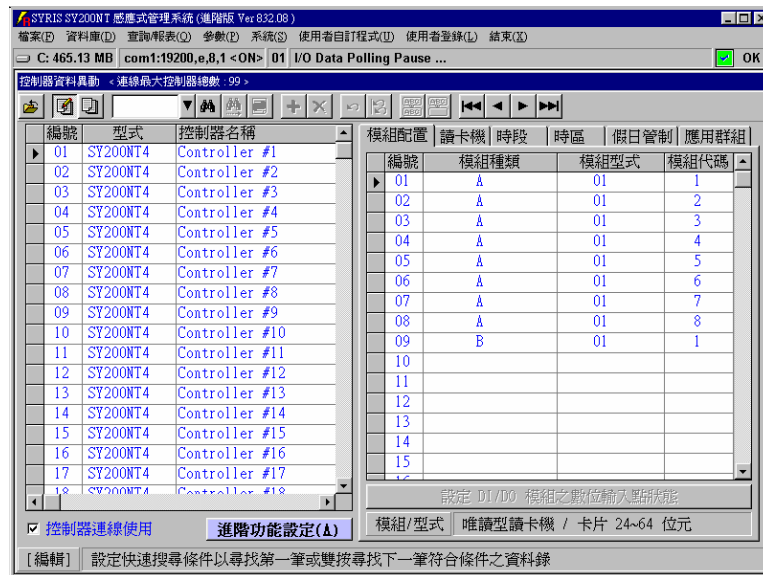 SYRIS SY200NT 感應式管理系統 (進階版 Ver 832.08 )
檔案(F) 資料庫(D) 查詢/報表(Q) 參數(P) 系統(S) 使用者自訂程式(U) 使用者登錄(L) 結束(X)
C: 465.13 MB com1:19200,e,8,1 <ON> 01 I/O Data Polling Pause ... OK
控制器資料異動 < 連線最大控制器總數 : 99 >
編號 型式 控制器名稱
01 SY200NT4 Controller #1
02 SY200NT4 Controller #2
03 SY200NT4 Controller #3
04 SY200NT4 Controller #4
05 SY200NT4 Controller #5
06 SY200NT4 Controller #6
07 SY200NT4 Controller #7
08 SY200NT4 Controller #8
09 SY200NT4 Controller #9
10 SY200NT4 Controller #10
11 SY200NT4 Controller #11
12 SY200NT4 Controller #12
13 SY200NT4 Controller #13
14 SY200NT4 Controller #14
15 SY200NT4 Controller #15
16 SY200NT4 Controller #16
17 SY200NT4 Controller #17
18 SY200NT4 Controller #18
控制器連線使用 進階功能設定(A)
模組配置 讀卡機 時段 時區 假日管制 應用群組
編號 模組種類 模組型式 模組代碼
01 A 01 1
02 A 01 2
03 A 01 3
04 A 01 4
05 A 01 5
06 A 01 6
07 A 01 7
08 A 01 8
09 B 01 1
10
11
12
13
14
15
16
設定 DI/DO 模組之數位輸入點狀態
模組/型式 唯讀型讀卡機 / 卡片 24~64 位元
[編輯] 設定快速搜尋條件以尋找第一筆或雙按尋找下一筆符合條件之資料錄